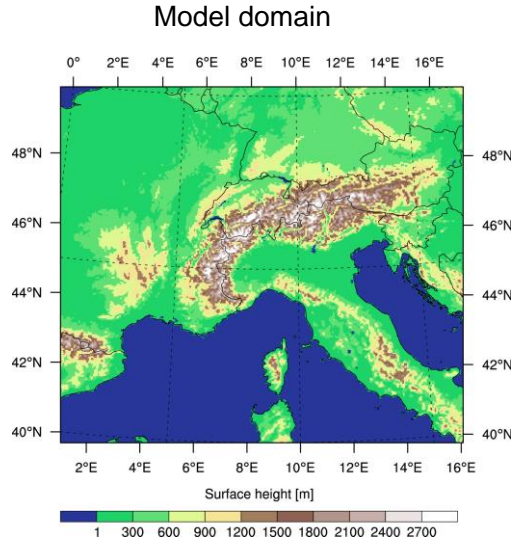 Model domain
0° 2°E 4°E 6°E 8°E 10°E 12°E 14°E 16°E
48°N 48°N
46°N 46°N
44°N 44°N
42°N 42°N
40°N 40°N
2°E 4°E 6°E 8°E 10°E 12°E 14°E 16°E
Surface height [m]
1 300 600 900 1200 1500 1800 2100 2400 2700